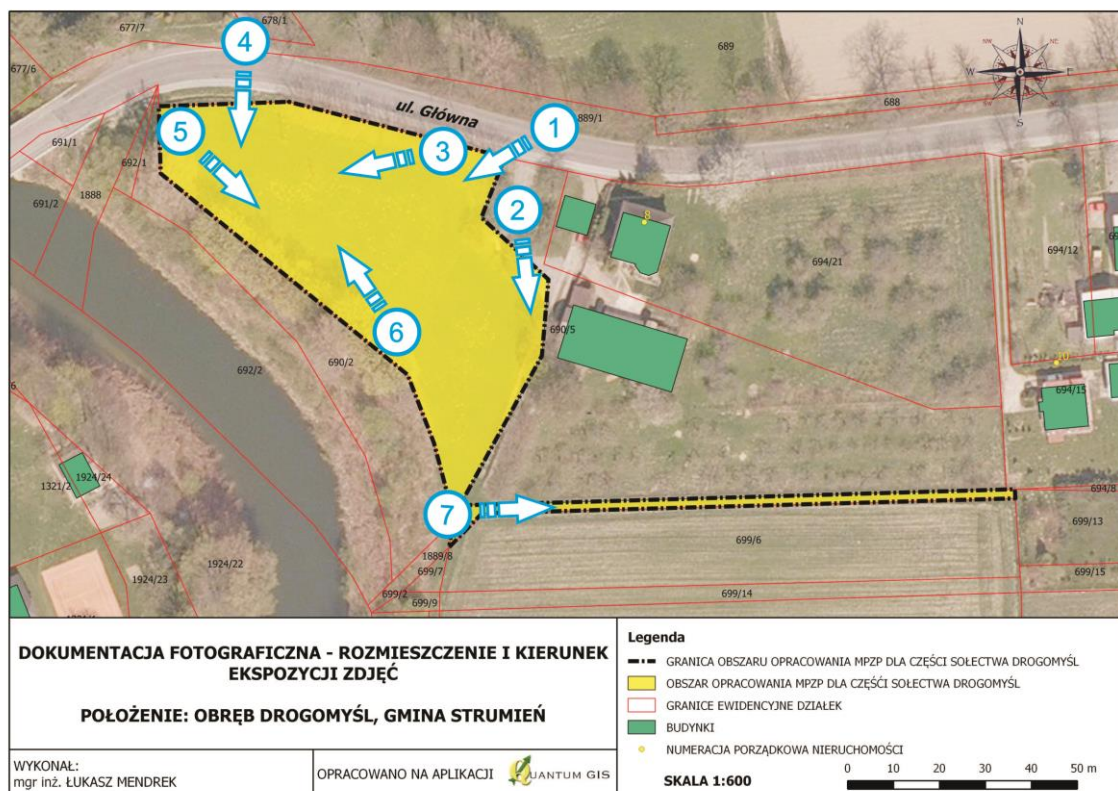 677/7
678/1
689
677/6
4
N
NW
NE
W
E
S
688
ul. Główna
889/1
1
5
3
691/1
692/1
2
1888
691/2
8
694/12
694/21
6
690/5
690/2
692/2
694/15
1321/2
1924/24
7
694/8
699/13
699/6
1889/8
699/7
1924/22
1924/23
699/2
699/9
699/14
699/15
DOKUMENTACJA FOTOGRAFICZNA - ROZMIESZCZENIE I KIERUNEK
EKSPOZYCJI ZDJĘĆ
POŁOŻENIE: OBRĘB DROGOMYŚL, GMINA STRUMIEŃ
WYKONAŁ:
mgr inż. ŁUKASZ MENDREK
OPRACOWANO NA APLIKACJI
QUANTUM GIS
Legenda
GRANICA OBSZARU OPRACOWANIA MPZP DLA CZĘŚCI SOŁECTWA DROGOMYŚL
OBSZAR OPRACOWANIA MPZP DLA CZĘŚĆI SOŁECTWA DROGOMYŚL
GRANICE EWIDENCYJNE DZIAŁEK
BUDYNKI
NUMERACJA PORZĄDKOWA NIERUCHOMOŚCI
SKALA 1:600
0 10 20 30 40 50 m